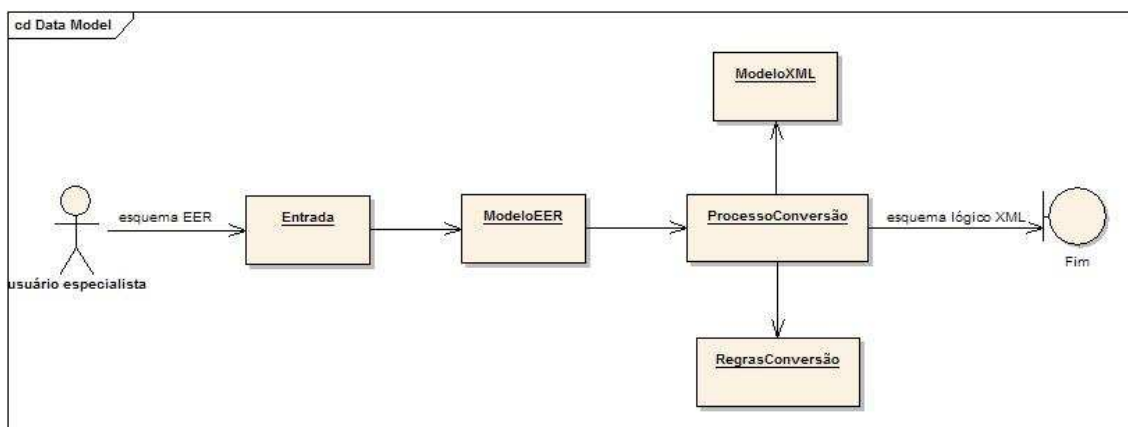 cd Data Model
ModeloXML
esquema EER
Entrada
ModeloEER
ProcessoConversão
esquema lógico XML
usuário especialista
Fim
RegrasConversão